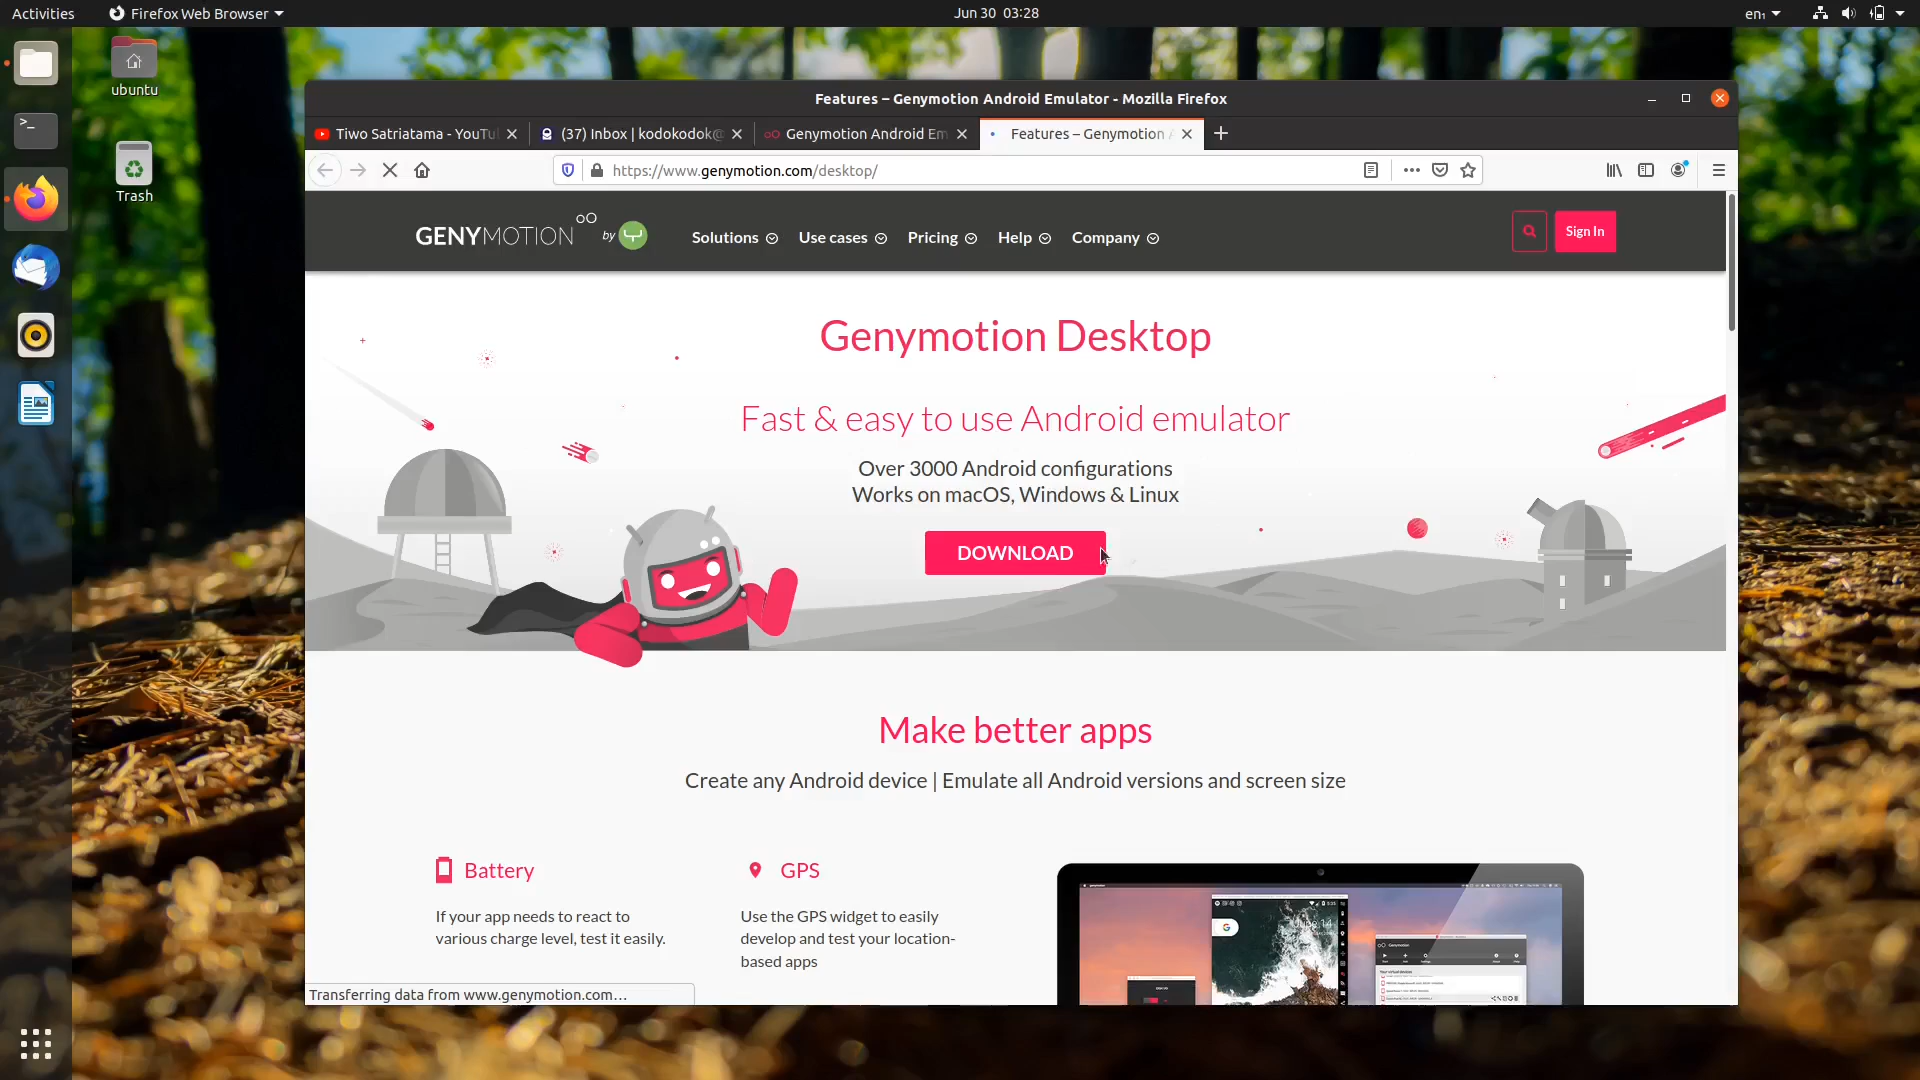 Activities
Firefox Web Browser
Jun 30 03:28
en₁
ubuntu
Trash
Features – Genymotion Android Emulator - Mozilla Firefox
Tiwo Satriatama - YouTu
(37) Inbox | kodokodok@
Genymotion Android Em
Features – Genymotion A
https://www.genymotion.com/desktop/
GENYMOTION by
Solutions
Use cases
Pricing
Help
Company
Sign In
Genymotion Desktop
Fast & easy to use Android emulator
Over 3000 Android configurations
Works on macOS, Windows & Linux
DOWNLOAD
Make better apps
Create any Android device | Emulate all Android versions and screen size
Battery
If your app needs to react to
various charge level, test it easily.
GPS
Use the GPS widget to easily
develop and test your location-
based apps
Transferring data from www.genymotion.com…